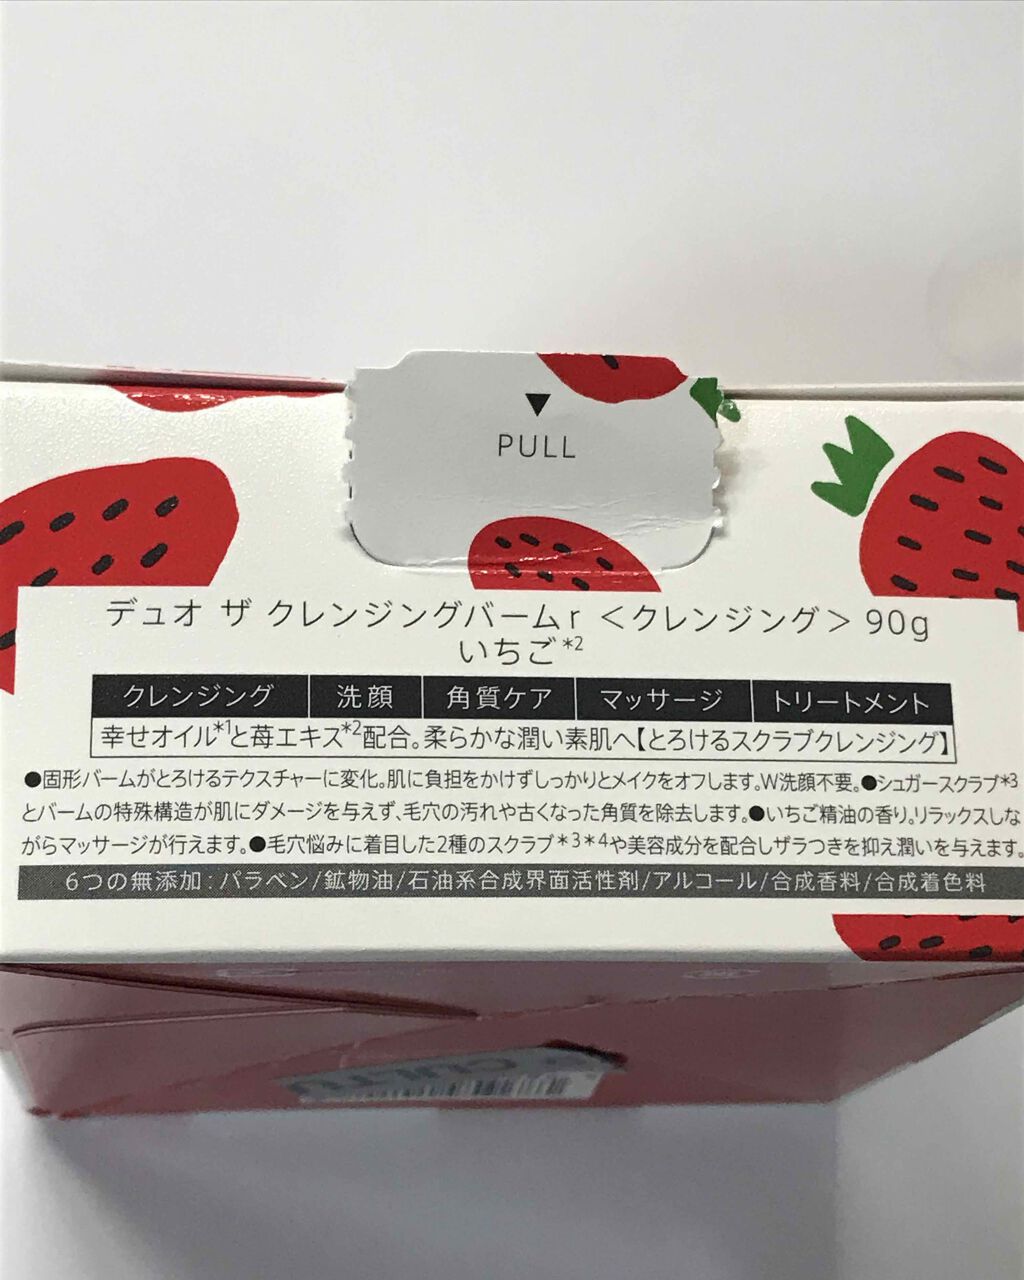 PULL
デュオ ザ クレンジングバームr ＜クレンジング＞ 90g
いちご*2
クレンジング 洗顔 角質ケア マッサージ トリートメント
幸せオイル*1と苺エキス*2配合。柔らかな潤い素肌へ【とろけるスクラブクレンジング】
●固形バームがとろけるテクスチャーに変化。肌に負担をかけずしっかりとメイクをオフします。W洗顔不要。●シュガースクラブ*3
とバームの特殊構造が肌にダメージを与えず、毛穴の汚れや古くなった角質を除去します。●いちご精油の香り。リラックスしな
がらマッサージが行えます。●毛穴悩みに着目した2種のスクラブ*3*4や美容成分を配合しザラつきを抑え潤いを与えます。
6つの無添加：パラベン/鉱物油/石油系合成界面活性剤/アルコール/合成香料/合成着色料